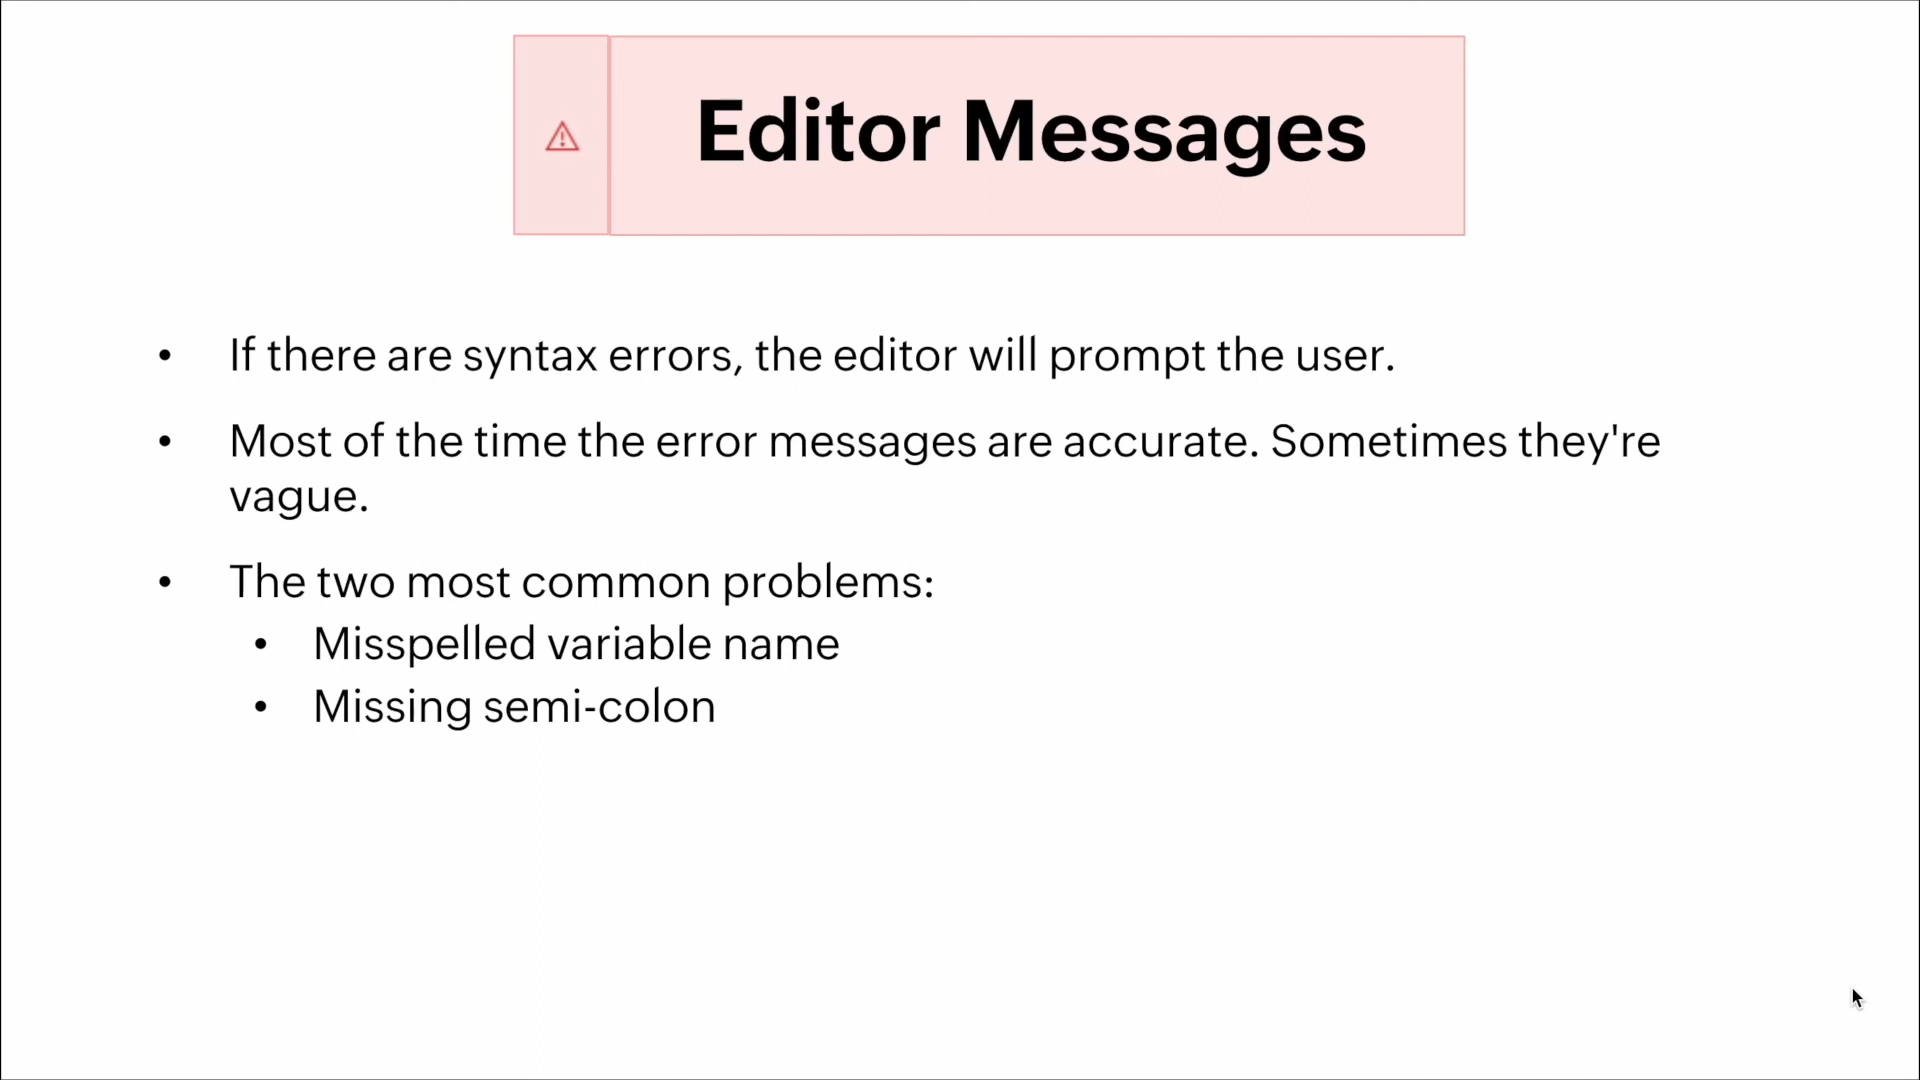 Editor Messages
• If there are syntax errors, the editor will prompt the user.
• Most of the time the error messages are accurate. Sometimes they're
vague.
• The two most common problems:
• Misspelled variable name
• Missing semi-colon